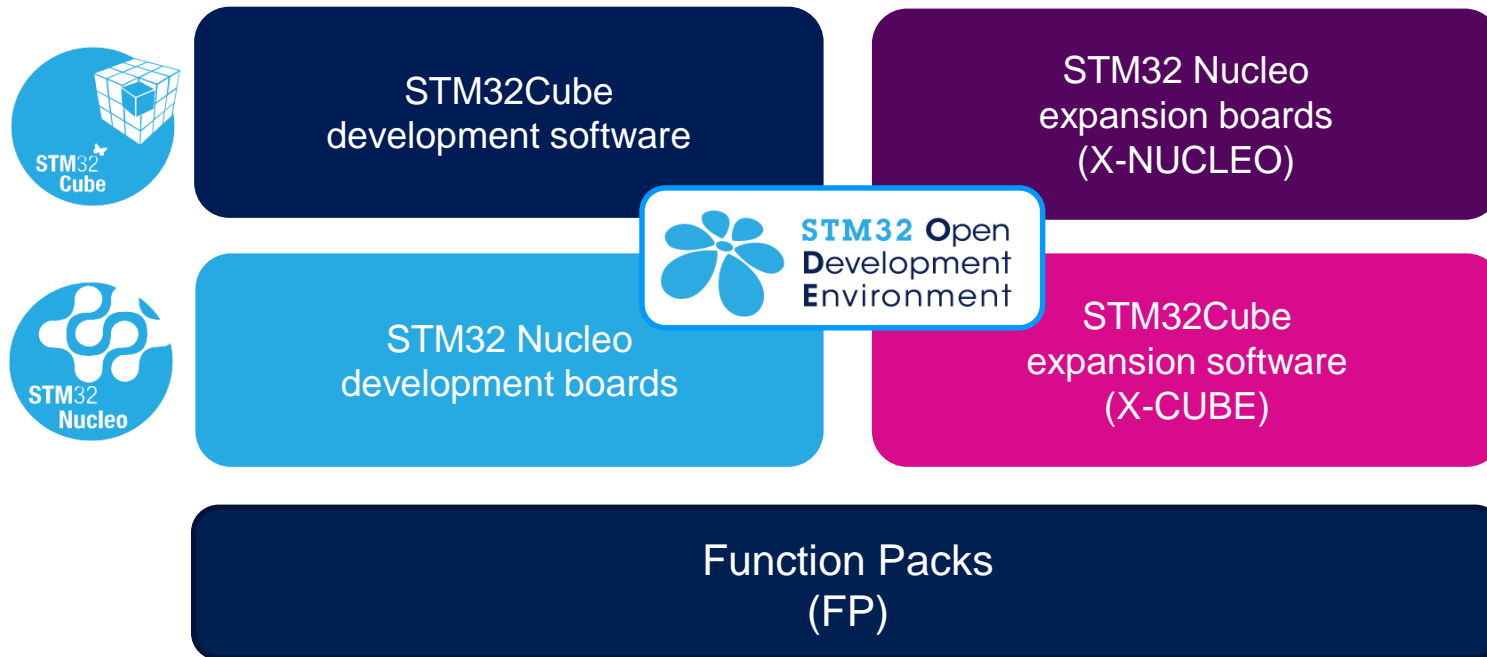 STM32
Cube
STM32Cube
development software
STM32 Nucleo
expansion boards
(X-NUCLEO)
STM32 Open
Development
Environment
STM32
Nucleo
STM32 Nucleo
development boards
STM32Cube
expansion software
(X-CUBE)
Function Packs
(FP)